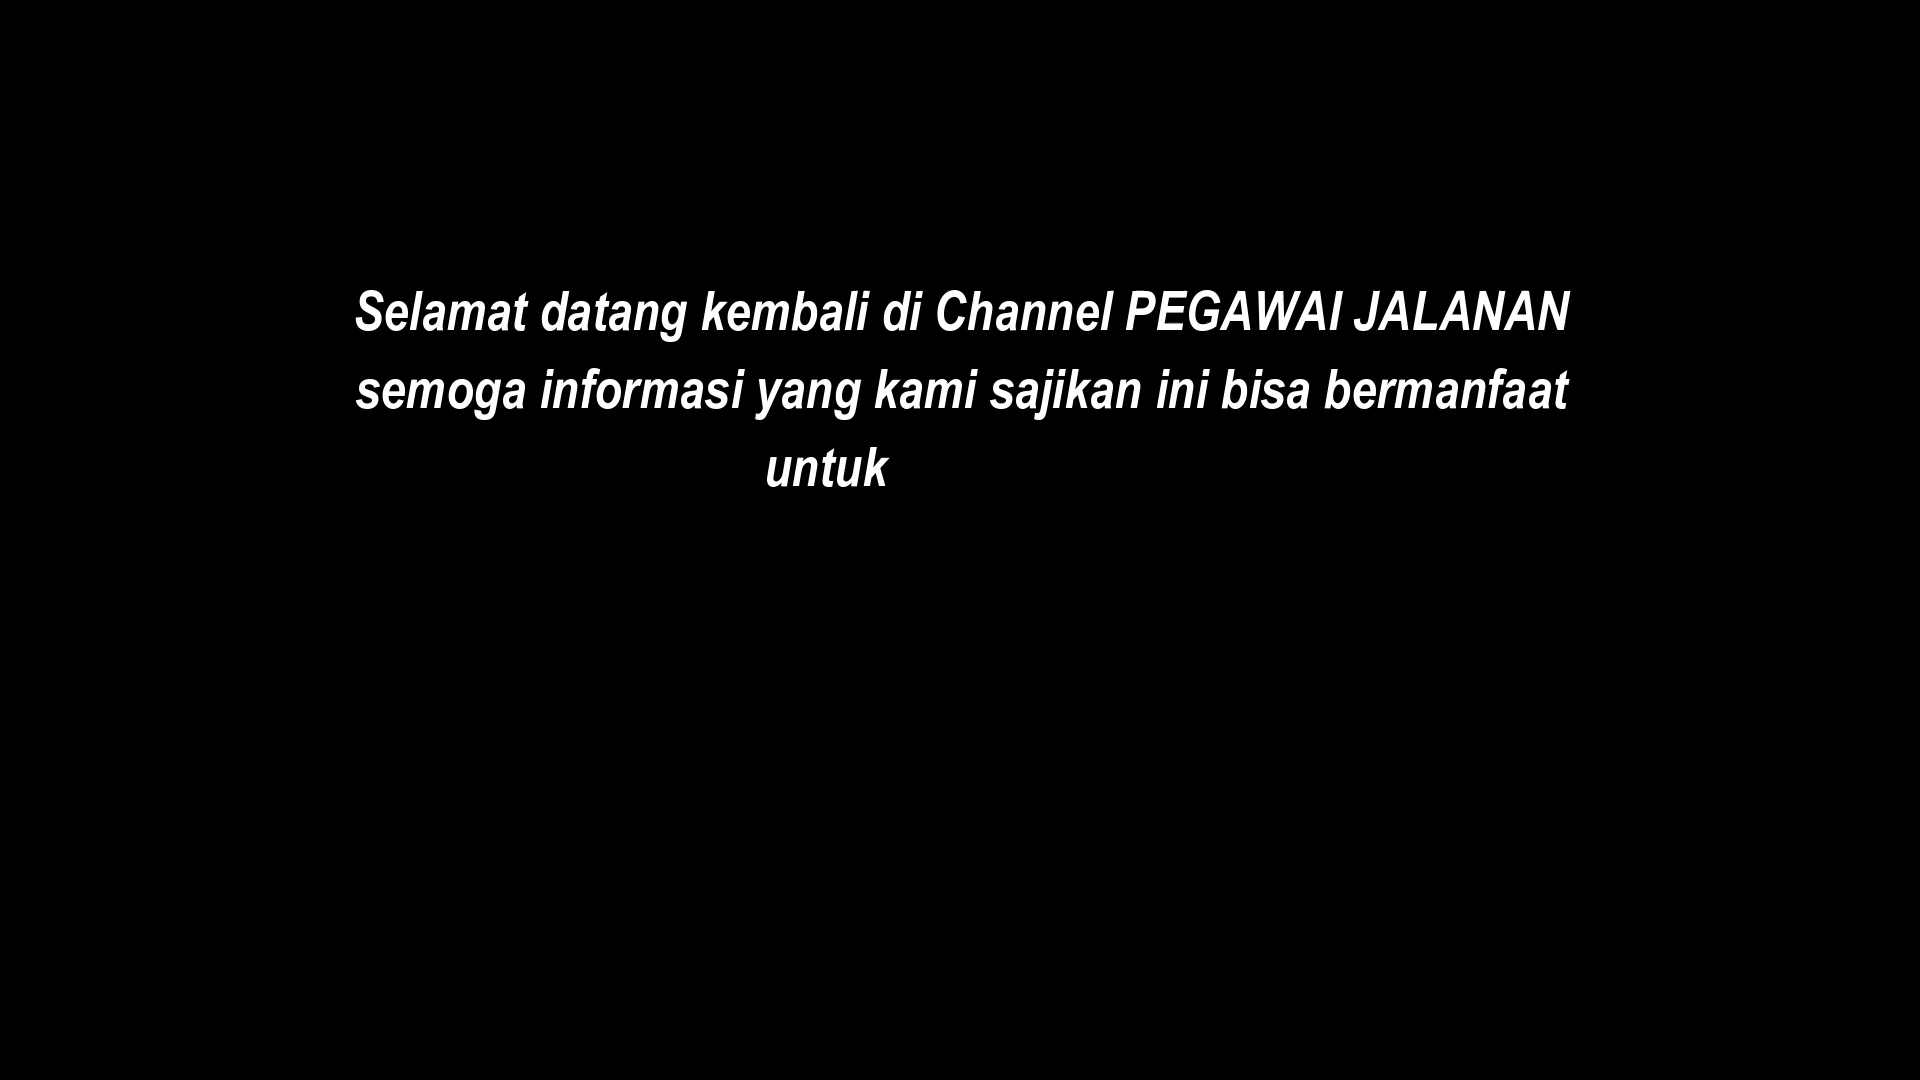 Selamat datang kembali di Channel PEGAWAI JALANAN
semoga informasi yang kami sajikan ini bisa bermanfaat
untuk